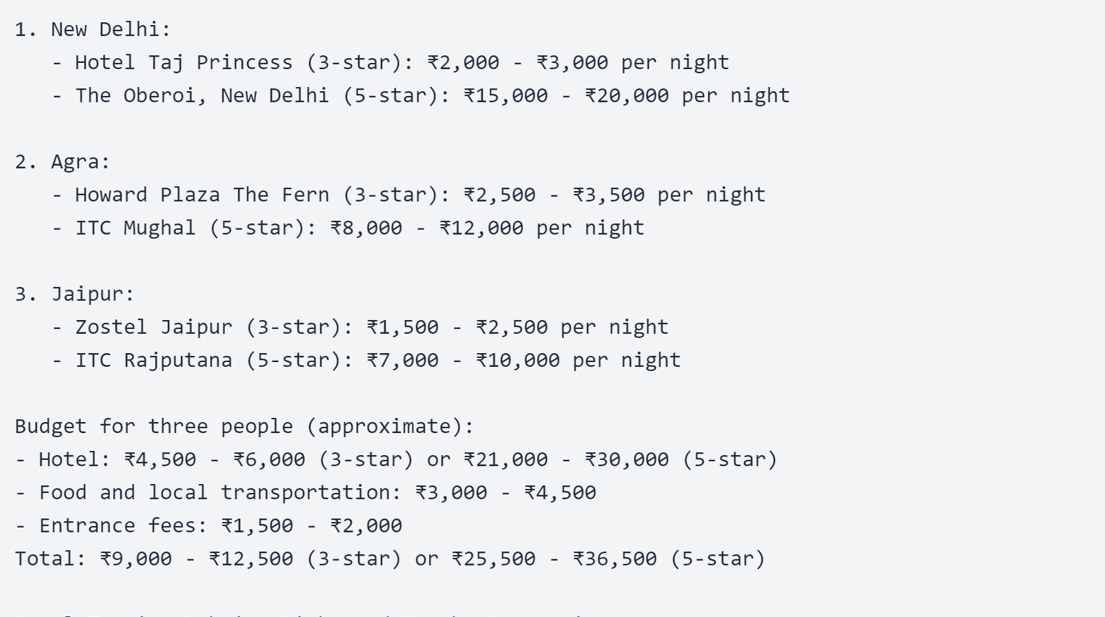 1. New Delhi:
- Hotel Taj Princess (3-star): ₹2,000 - ₹3,000 per night
- The Oberoi, New Delhi (5-star): ₹15,000 - ₹20,000 per night
2. Agra:
- Howard Plaza The Fern (3-star): ₹2,500 - ₹3,500 per night
- ITC Mughal (5-star): ₹8,000 - ₹12,000 per night
3. Jaipur:
- Zostel Jaipur (3-star): ₹1,500 - ₹2,500 per night
- ITC Rajputana (5-star): ₹7,000 - ₹10,000 per night
Budget for three people (approximate):
- Hotel: ₹4,500 - ₹6,000 (3-star) or ₹21,000 - ₹30,000 (5-star)
- Food and local transportation: ₹3,000 - ₹4,500
- Entrance fees: ₹1,500 - ₹2,000
Total: ₹9,000 - ₹12,500 (3-star) or ₹25,500 - ₹36,500 (5-star)